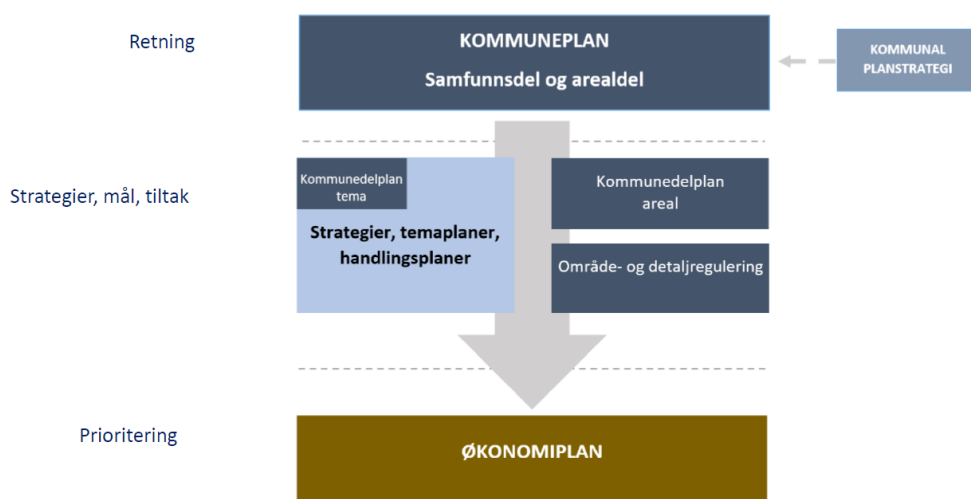 Retning
KOMMUNEPLAN
Samfunnsdel og arealdel
KOMMUNAL
PLANSTRATEGI
Strategier, mål, tiltak
Kommunedelplan
tema
Strategier, temaplaner,
handlingsplaner
Kommunedelplan
areal
Område- og detaljregulering
Prioritering
ØKONOMIPLAN